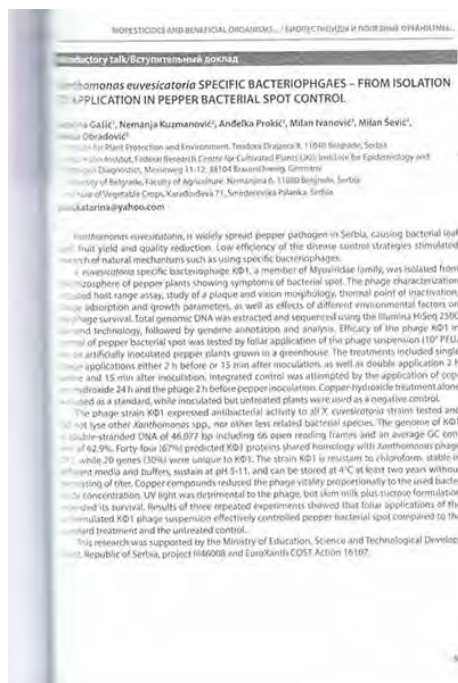 BIOPESTICIDES AND BENEFICIAL ORGANISMS... / БИОПЕСТИЦИДЫ И ПОЛЕЗНЫЕ ОРГАНИЗМЫ...
ductory talk/Вступительный доклад
homonas euvesicatoria SPECIFIC BACTERIOPHGAES – FROM ISOLATION
APPLICATION IN PEPPER BACTERIAL SPOT CONTROL
Gašić¹, Nemanja Kuzmanović², Anđelka Prokić³, Milan Ivanović³, Milan Šević⁴,
Obradović³
for Plant Protection and Environment, Teodora Drajzera 9, 11040 Belgrade, Serbia
Institut, Federal Research Centre for Cultivated Plants (JKI), Institute for Epidemiology and
Diagnostics, Messeweg 11-12, 38104 Braunschweig, Germany
of Belgrade, Faculty of Agriculture, Nemanjina 6, 11000 Belgrade, Serbia
of Vegetable Crops, Karađorđeva 71, Smederevska Palanka, Serbia
katarina@yahoo.com
Xanthomonas euvesicatoria, is widely spread pepper pathogen in Serbia, causing bacterial leaf
fruit yield and quality reduction. Low efficiency of the disease control strategies stimulated
of natural mechanisms such as using specific bacteriophages.
euvesicatoria specific bacteriophage KΦ1, a member of Myoviridae family, was isolated from
zosphere of pepper plants showing symptoms of bacterial spot. The phage characterization
host range assay, study of a plaque and virion morphology, thermal point of inactivation,
adsorption and growth parameters, as well as effects of different environmental factors on
phage survival. Total genomic DNA was extracted and sequenced using the Illumina HiSeq 2500
technology, followed by genome annotation and analysis. Efficacy of the phage KΦ1 in
of pepper bacterial spot was tested by foliar application of the phage suspension (10⁸ PFU/
artificially inoculated pepper plants grown in a greenhouse. The treatments included single
applications either 2 h before or 15 min after inoculation, as well as double application 2 h
and 15 min after inoculation. Integrated control was attempted by the application of cop
hydroxide 24 h and the phage 2 h before pepper inoculation. Copper-hydroxide treatment alone
used as a standard, while inoculated but untreated plants were used as a negative control.
The phage strain KΦ1 expressed antibacterial activity to all X. euvesicatoria strains tested and
not lyse other Xanthomonas spp., nor other less related bacterial species. The genome of KΦ1
double-stranded DNA of 46.077 bp including 66 open reading frames and an average GC con
of 62.9%. Forty-four (67%) predicted KΦ1 proteins shared homology with Xanthomonas phage
while 20 genes (30%) were unique to KΦ1. The strain KΦ1 is resistant to chloroform, stable in
media and buffers, sustain at pH 5-11, and can be stored at 4°C at least two years withou
of titer. Copper compounds reduced the phage vitality proportionally to the used bacte
concentration. UV light was detrimental to the phage, but skim milk plus sucrose formulation
its survival. Results of three repeated experiments showed that foliar applications of the
KΦ1 phage suspension effectively controlled pepper bacterial spot compared to the
treatment and the untreated control.
This research was supported by the Ministry of Education, Science and Technological Develop
Republic of Serbia, project III46008 and EuroXanth COST Action 16107.